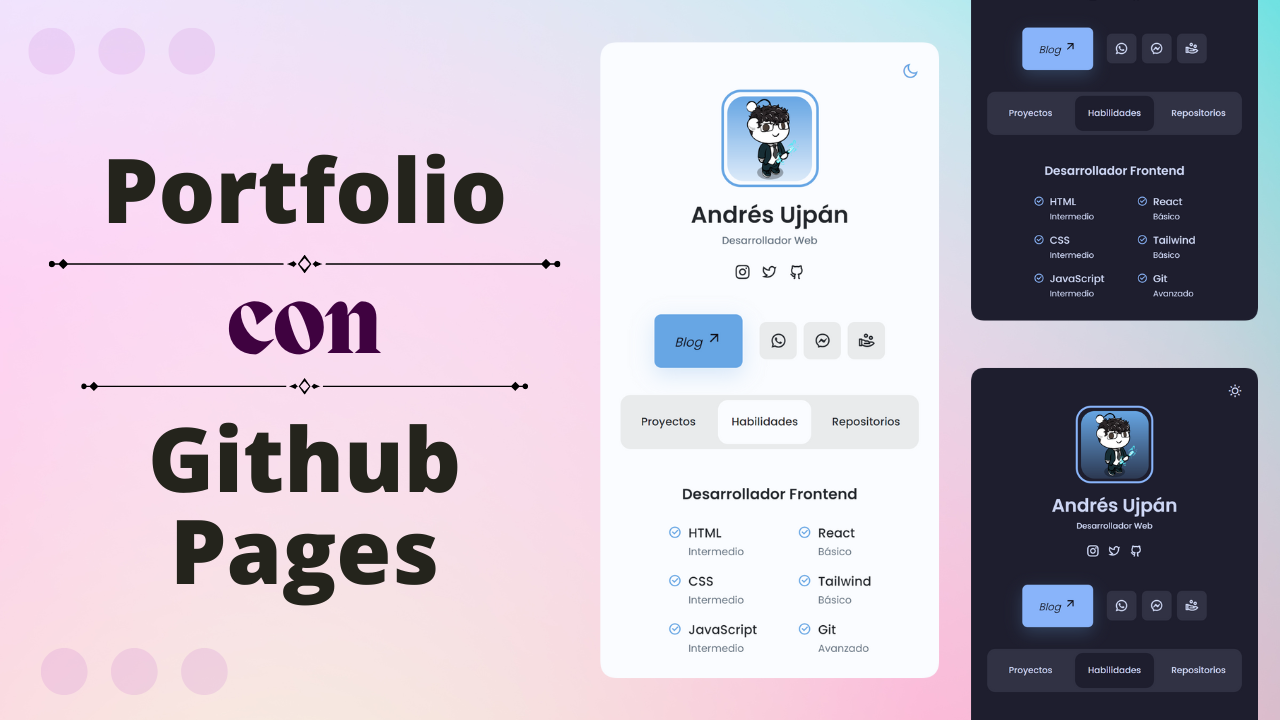 Portfolio
con
Github
Pages
Andrés Ujpán
Desarrollador Web
Blog
Proyectos Habilidades Repositorios
Desarrollador Frontend
HTML React
Intermedio Básico
CSS Tailwind
Intermedio Básico
JavaScript Git
Intermedio Avanzado
Blog
Proyectos Habilidades Repositorios
Desarrollador Frontend
HTML React
Intermedio Básico
CSS Tailwind
Intermedio Básico
JavaScript Git
Intermedio Avanzado
Andrés Ujpán
Desarrollador Web
Blog
Proyectos Habilidades Repositorios